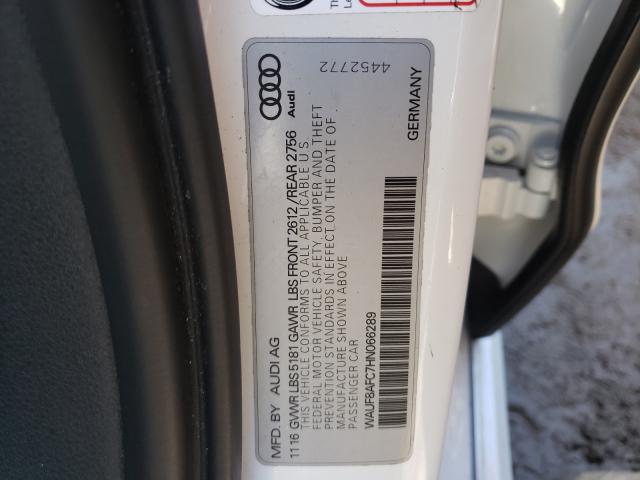 MFD. BY AUDI AG
11 16 GVWR LBS 5181 GAWR LBS FRONT 2612 /REAR 2756
THIS VEHICLE CONFORMS TO ALL APPLICABLE U.S.
FEDERAL MOTOR VEHICLE SAFETY, BUMPER AND THEFT
PREVENTION STANDARDS IN EFFECT ON THE DATE OF
MANUFACTURE SHOWN ABOVE
PASSENGER CAR
WAUF8AFC7HN066289
GERMANY
Audi
4452772